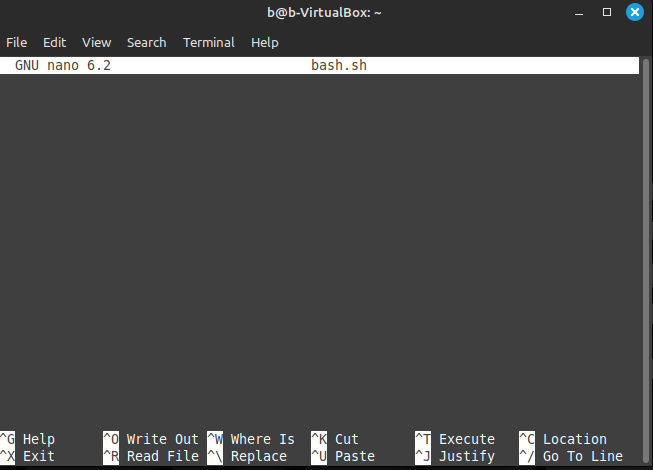 b@b-VirtualBox: ~
File Edit View Search Terminal Help
GNU nano 6.2 bash.sh
^G Help ^O Write Out ^W Where Is ^K Cut ^T Execute ^C Location
^X Exit ^R Read File ^\ Replace ^U Paste ^J Justify ^/ Go To Line